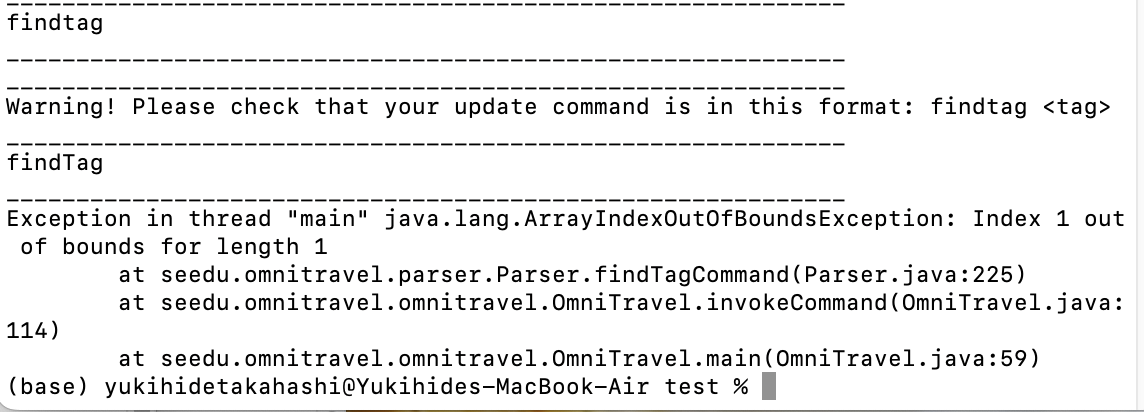 ____________________________________________________________
findtag
____________________________________________________________
____________________________________________________________
Warning! Please check that your update command is in this format: findtag <tag>
____________________________________________________________
findTag
____________________________________________________________
Exception in thread "main" java.lang.ArrayIndexOutOfBoundsException: Index 1 out
 of bounds for length 1
        at seedu.omnitravel.parser.Parser.findTagCommand(Parser.java:225)
        at seedu.omnitravel.omnitravel.OmniTravel.invokeCommand(OmniTravel.java:
114)
        at seedu.omnitravel.omnitravel.OmniTravel.main(OmniTravel.java:59)
(base) yukihidetakahashi@Yukihides-MacBook-Air test %